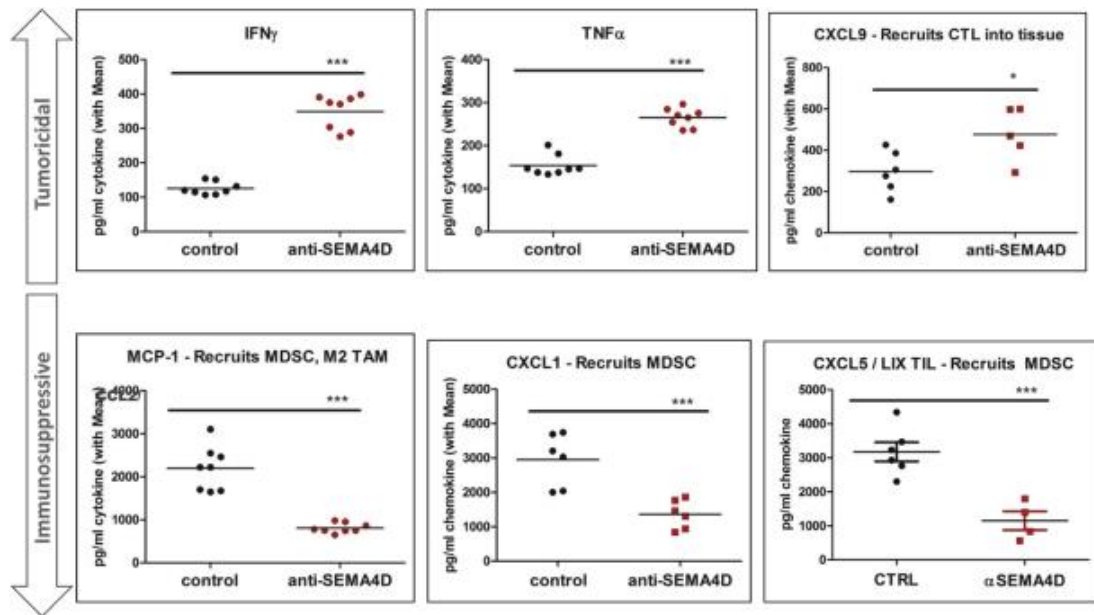 Tumoricidal
IFNγ
***
pg/ml cytokine (with Mean)
500
400
300
200
100
0
control
anti-SEMA4D
TNFα
***
pg/ml cytokine (with Mean)
400
300
200
100
0
control
anti-SEMA4D
CXCL9 - Recruits CTL into tissue
*
pg/ml chemokine (with Mean)
800
600
400
200
0
control
anti-SEMA4D
Immunosuppressive
MCP-1 - Recruits MDSC, M2 TAM
CCL2
***
pg/ml cytokine (with Mean)
4000
3000
2000
1000
0
control
anti-SEMA4D
CXCL1 - Recruits MDSC
***
pg/ml chemokine (with Mean)
5000
4000
3000
2000
1000
0
control
anti-SEMA4D
CXCL5 / LIX TIL - Recruits MDSC
***
pg/ml chemokine
5000
4000
3000
2000
1000
0
CTRL
αSEMA4D